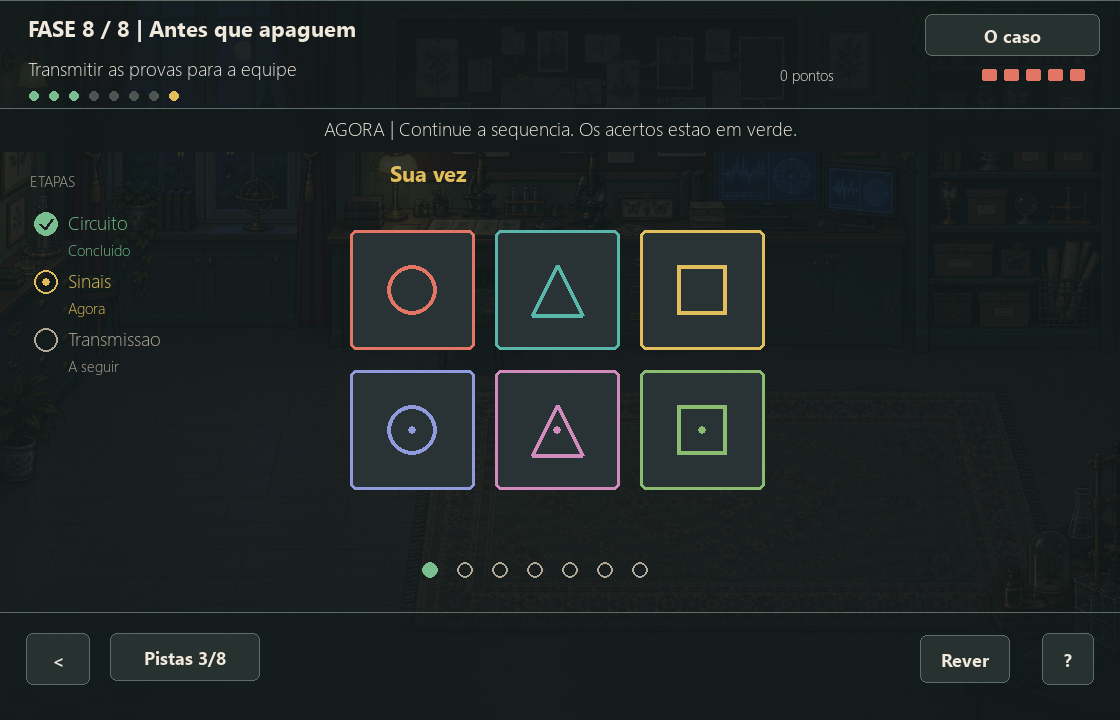 FASE 8 / 8 | Antes que apaguem
O caso
Transmitir as provas para a equipe
0 pontos
AGORA | Continue a sequencia. Os acertos estao em verde.
Sua vez
ETAPAS
Circuito
Concluido
Sinais
Agora
Transmissao
A seguir
<
Pistas 3/8
Rever
?